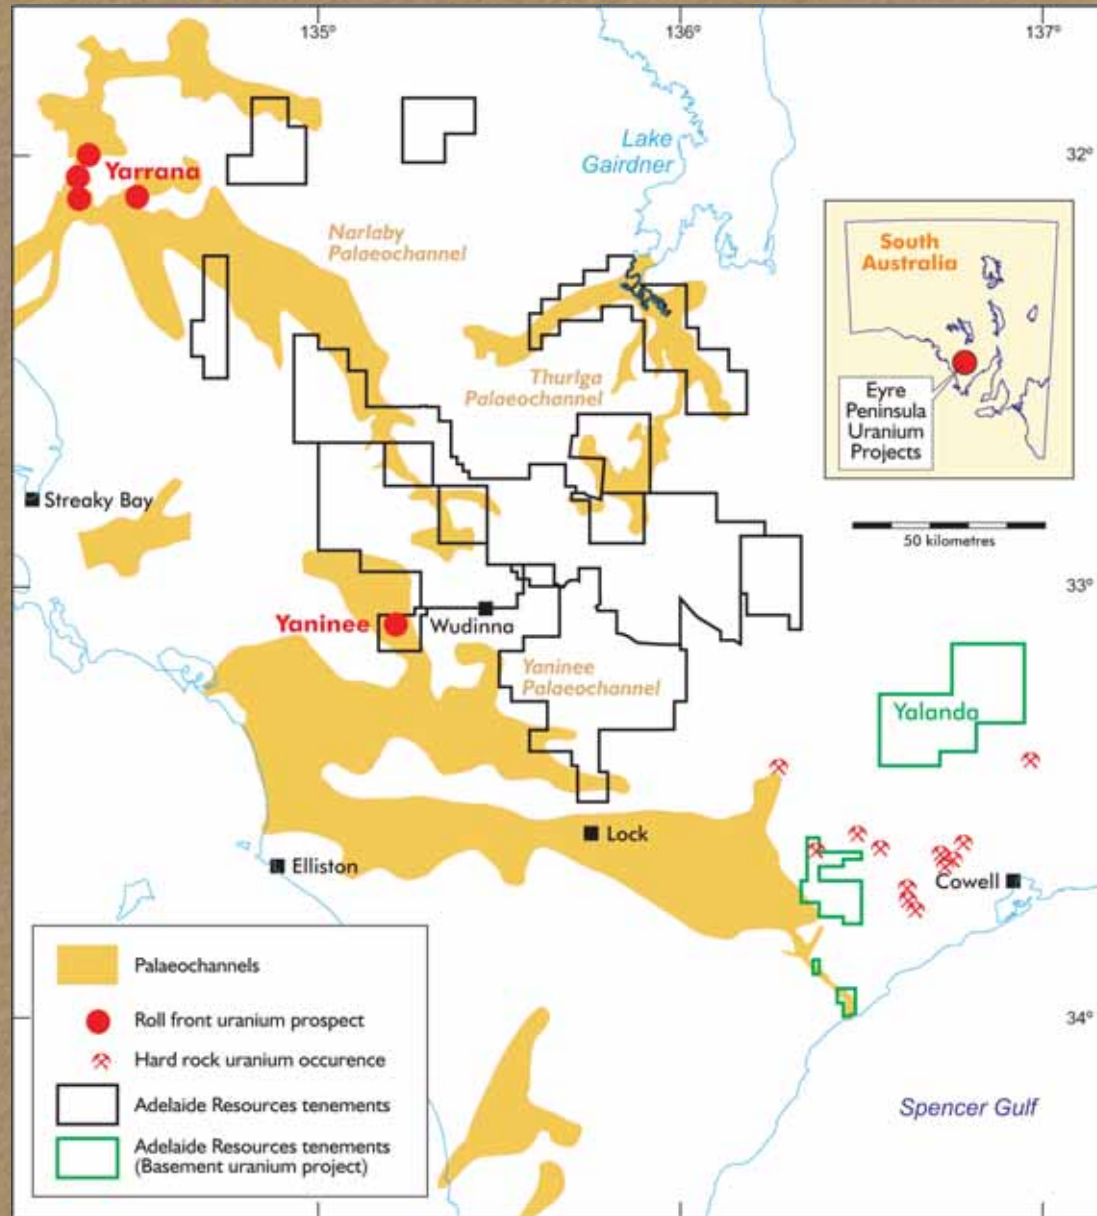 135°
136°
137°
Lake
Gairdner
32°
Yarrana
Narlaby
Palaeochannel
South
Australia
Eyre
Peninsula
Uranium
Projects
Thurlga
Palaeochannel
Streaky Bay
50 kilometres
33°
Yaninee
Wudinna
Yaninee
Palaeochannel
Yalanda
Lock
Elliston
Cowell
Palaeochannels
Roll front uranium prospect
Hard rock uranium occurence
Adelaide Resources tenements
Adelaide Resources tenements
(Basement uranium project)
34°
Spencer Gulf